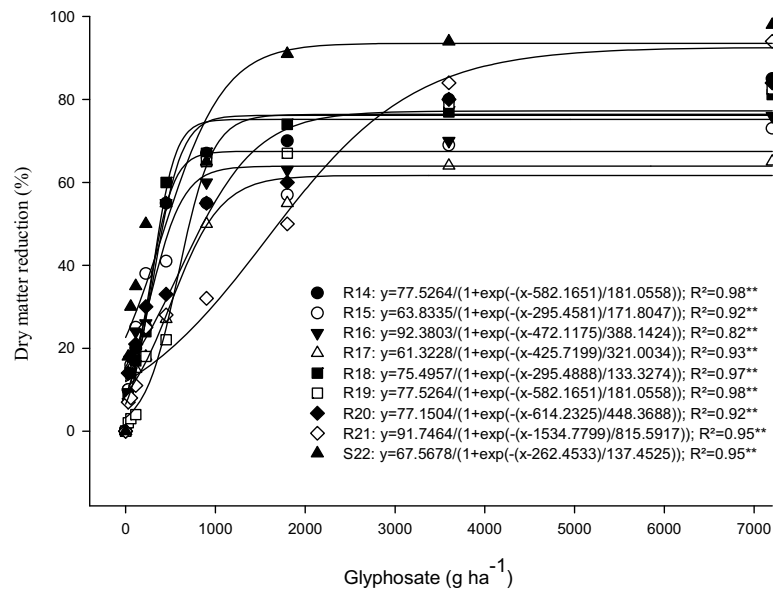 100
80
60
40
20
0
Dry matter reduction (%)
R14: y=77.5264/(1+exp(-(x-582.1651)/181.0558)); R²=0.98**
R15: y=63.8335/(1+exp(-(x-295.4581)/171.8047)); R²=0.92**
R16: y=92.3803/(1+exp(-(x-472.1175)/388.1424)); R²=0.82**
R17: y=61.3228/(1+exp(-(x-425.7199)/321.0034)); R²=0.93**
R18: y=75.4957/(1+exp(-(x-295.4888)/133.3274)); R²=0.97**
R19: y=77.5264/(1+exp(-(x-582.1651)/181.0558)); R²=0.98**
R20: y=77.1504/(1+exp(-(x-614.2325)/448.3688)); R²=0.92**
R21: y=91.7464/(1+exp(-(x-1534.7799)/815.5917)); R²=0.95**
S22: y=67.5678/(1+exp(-(x-262.4533)/137.4525)); R²=0.95**
0 1000 2000 3000 4000 5000 6000 7000
Glyphosate (g ha⁻¹)